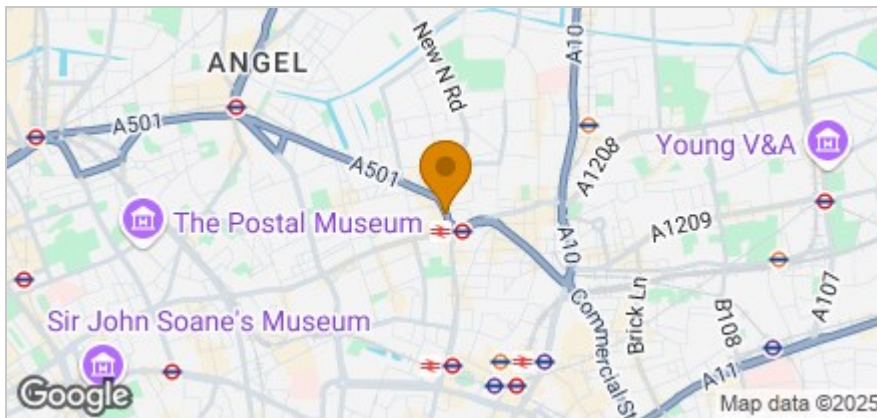 ANGEL
New N Rd
A10
A501
A501
A1208
Young V&A
The Postal Museum
A10
A1209
Sir John Soane's Museum
Commercial St
Brick Ln
B108
A107
A11
Google
Map data ©2025